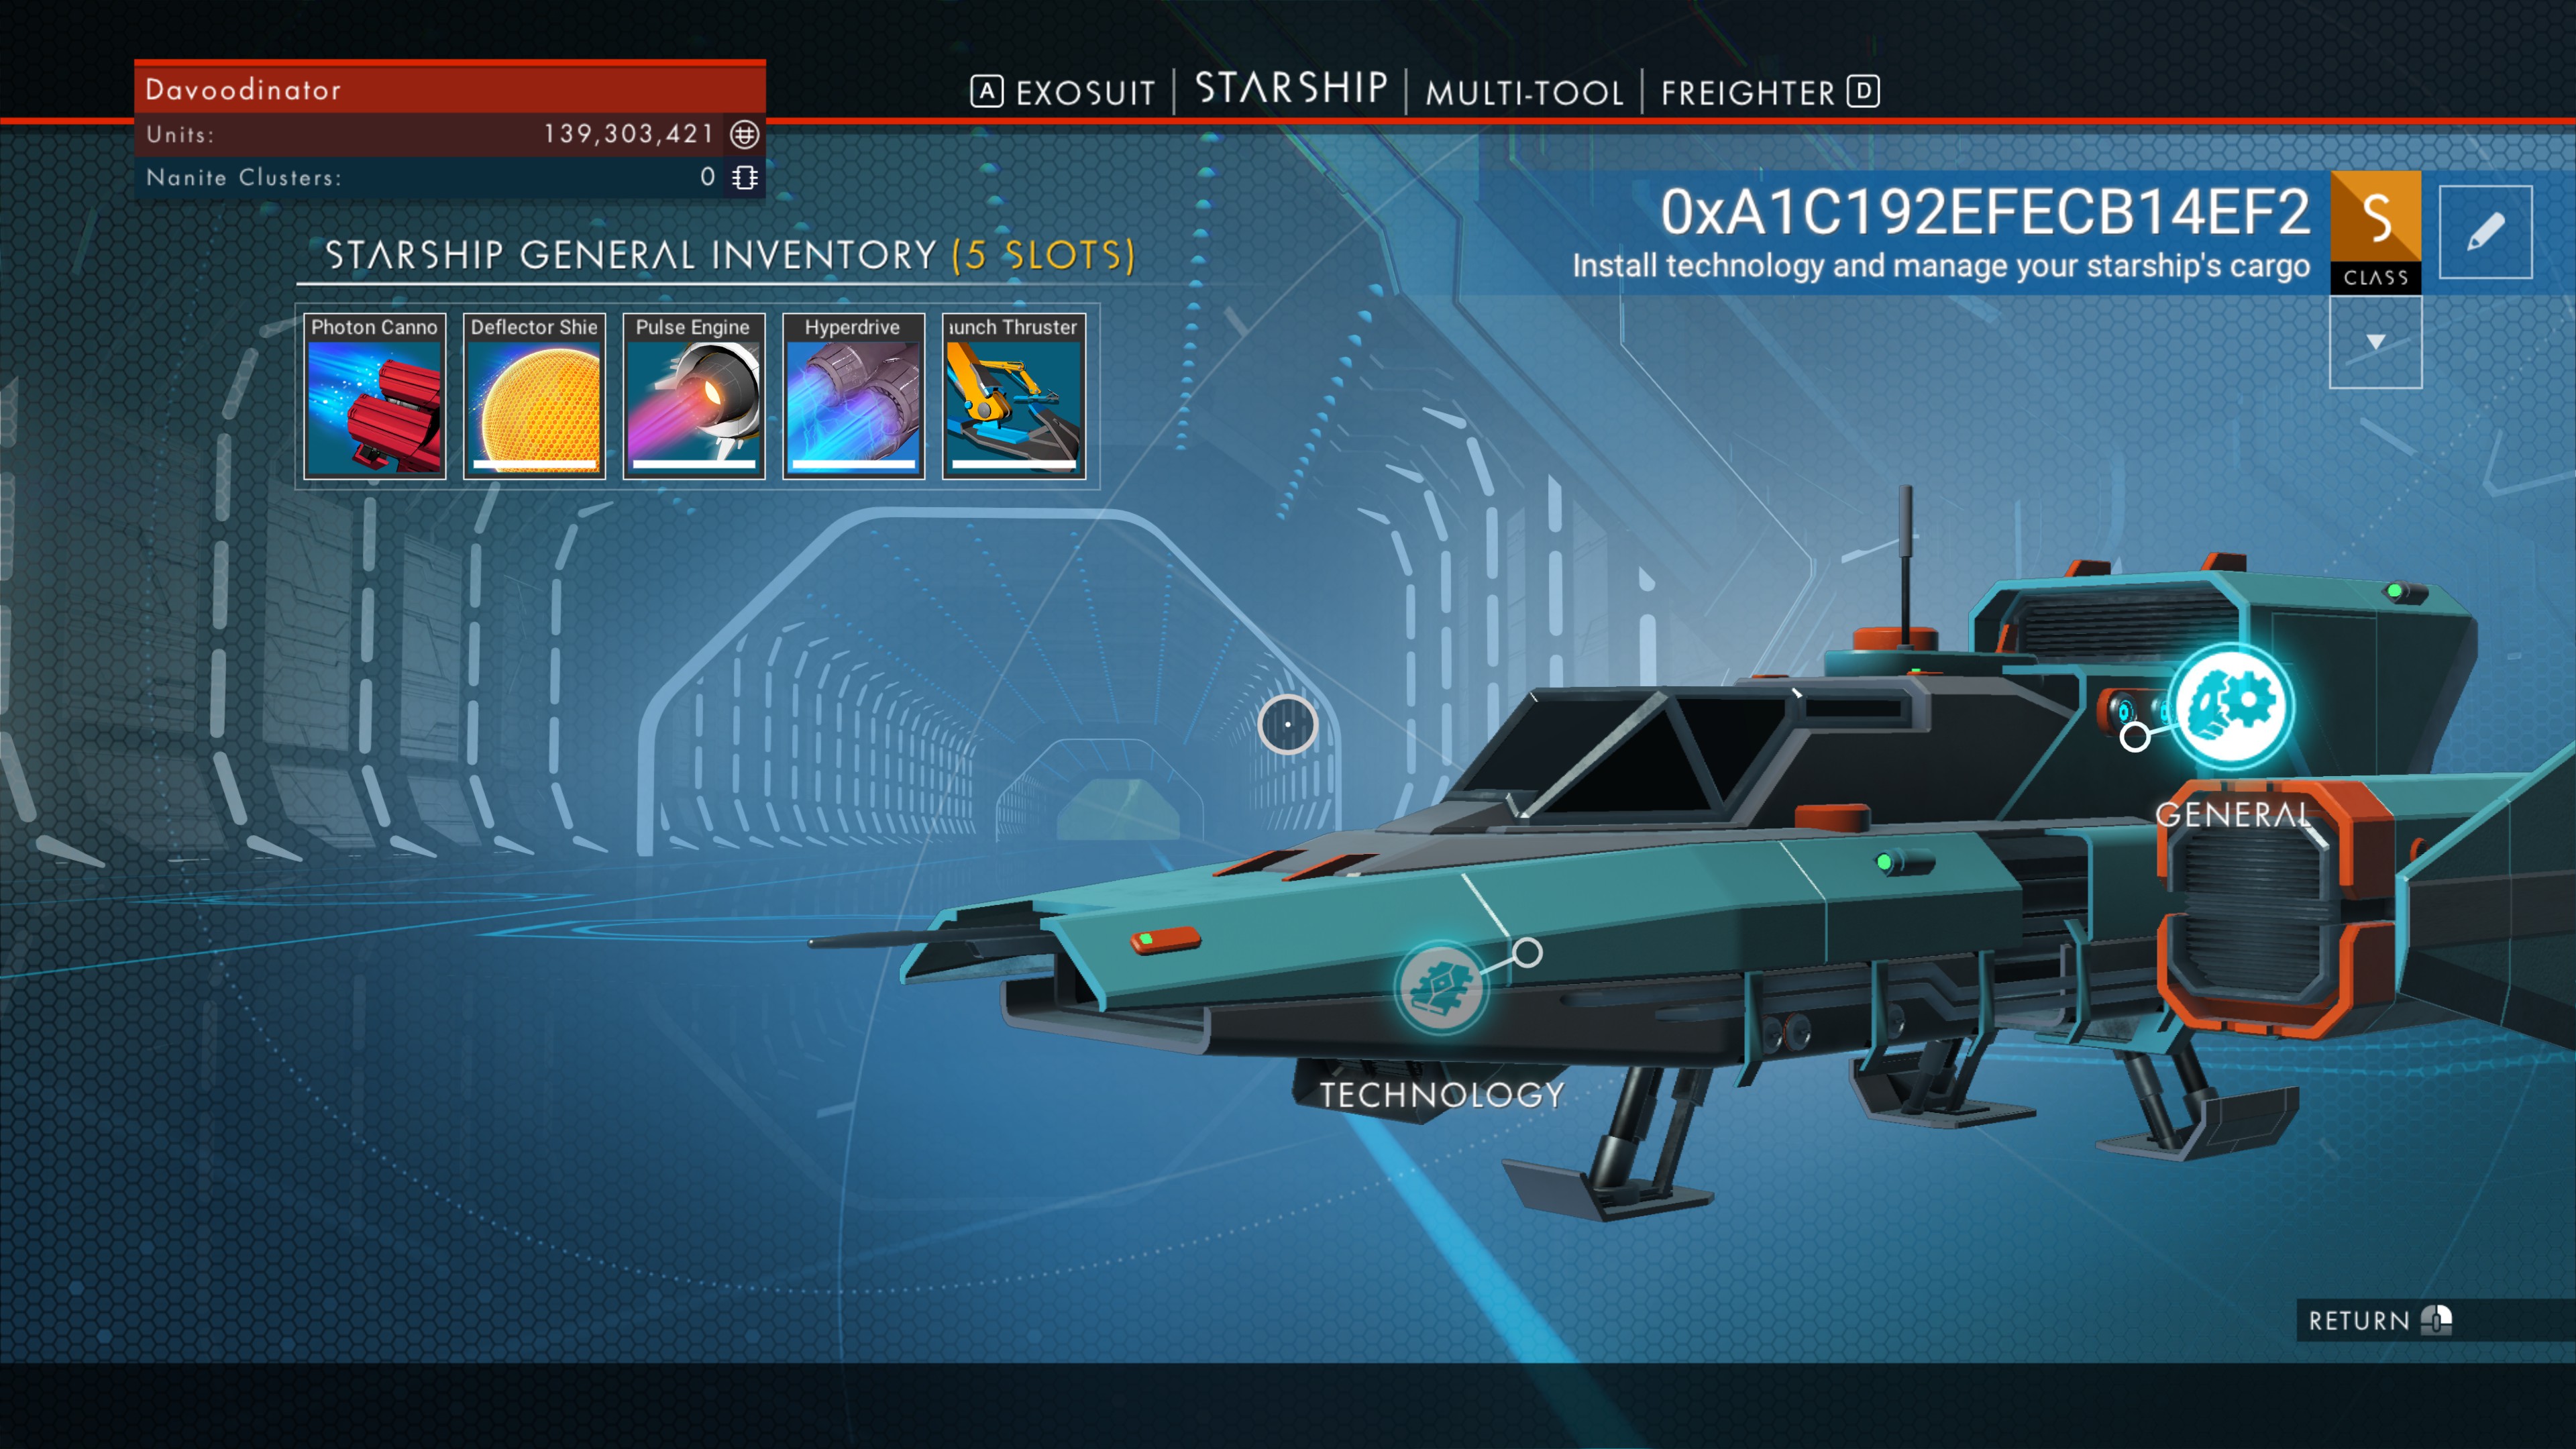 Davoodinator
Units: 139,303,421
Nanite Clusters: 0
A EXOSUIT STARSHIP MULTI-TOOL FREIGHTER D
0xA1C192EFECB14EF2
Install technology and manage your starship's cargo
S
CLASS
STARSHIP GENERAL INVENTORY (5 SLOTS)
Photon Canno Deflector Shie Pulse Engine Hyperdrive aunch Thruster
GENERAL
TECHNOLOGY
RETURN